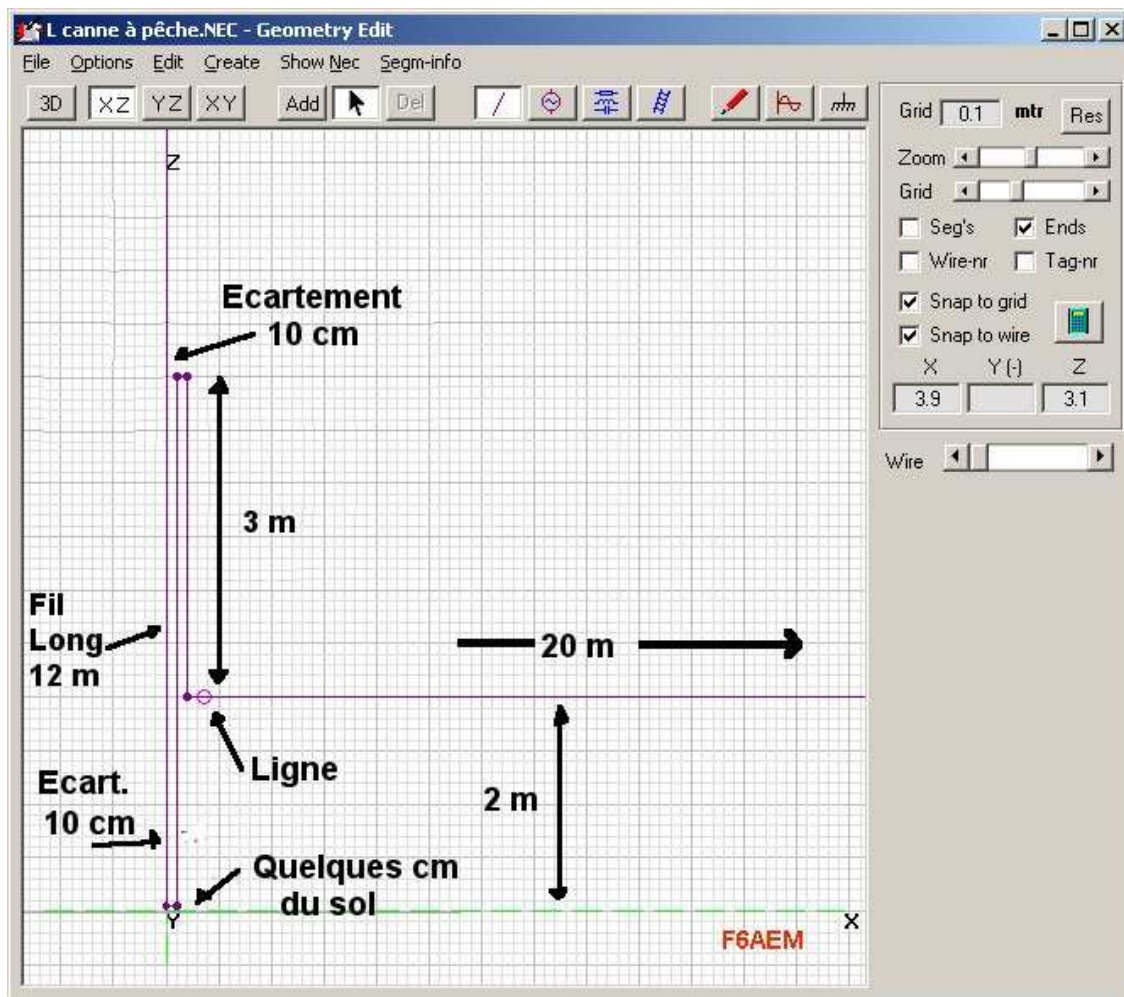 L canne à pêche.NEC - Geometry Edit
File Options Edit Create Show Nec Segm-info
3D XZ YZ XY Add Del
Grid 0.1 mtr Res
Zoom
Grid
Seg's Ends
Wire-nr Tag-nr
Snap to grid
Snap to wire
X Y (-) Z
3.9 3.1
Wire
Z
Ecartement
10 cm
3 m
Fil
Long
12 m
20 m
Ligne
Ecart.
10 cm
2 m
Quelques cm
du sol
Y
X
F6AEM